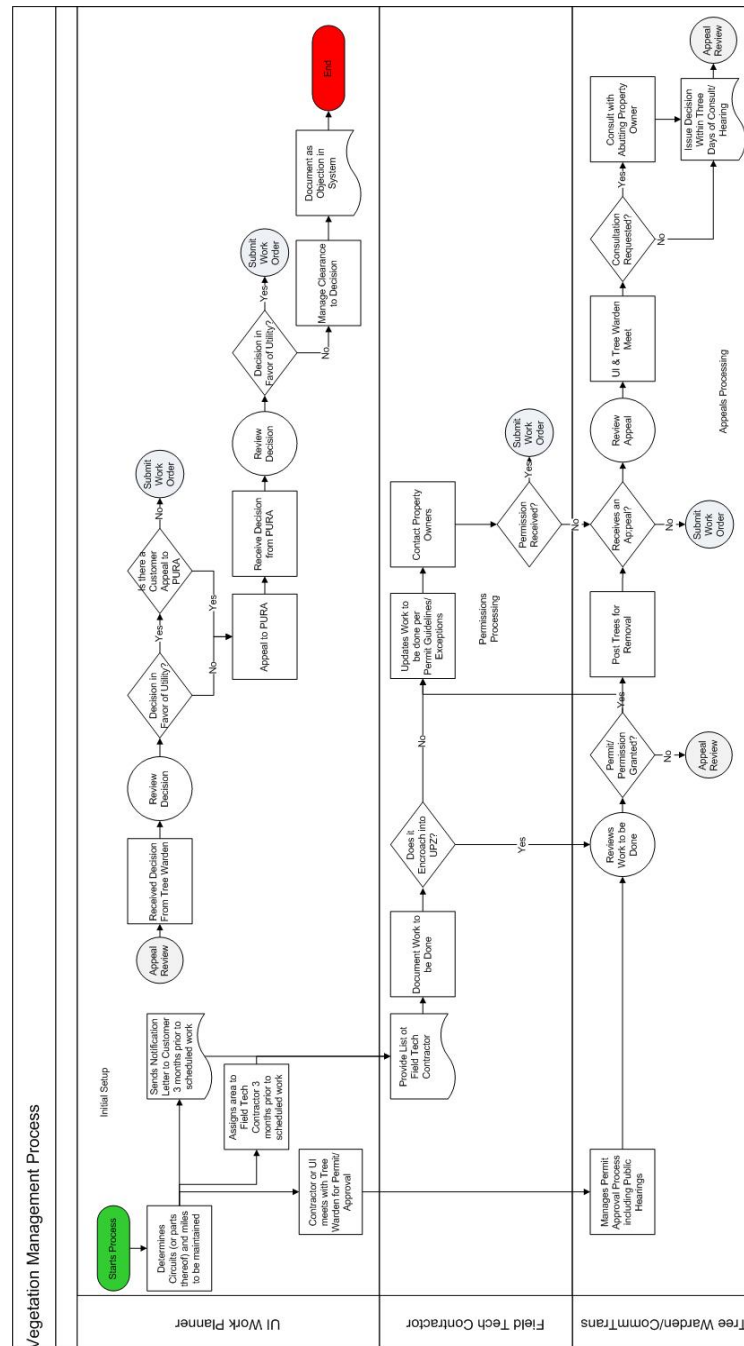 Vegetation Management Process
UI Work Planner
Starts Process
Determines
Circuits (or parts
thereof) and miles
to be maintained
Initial Setup
Sends Notification
Letter to Customer
3 months prior to
scheduled work
Assigns area to
Field Tech
Contractor 3
months prior to
scheduled work
Contractor or UI
meets with Tree
Warden for Permit/
Approval
Appeal
Review
Received Decision
From Tree Warden
Review
Decision
Decision in
Favor of Utility?
Yes
No
Is there a
Customer
Appeal to
PURA
No
Yes
Submit
Work
Order
Appeal to PURA
Receive Decision
from PURA
Review
Decision
Decision in
Favor of Utility?
Yes
No
Submit
Work
Order
Manage Clearance
to Decision
Document as
Objection in
System
End
Field Tech Contractor
Provide List ot
Field Tech
Contractor
Document Work to
be Done
Does it
Encroach into
UPZ?
No
Yes
Updates Work to
be done per
Permit Guidelines/
Exceptions
Permissions
Processing
Contact Property
Owners
Permission
Received?
Yes
No
Submit
Work
Order
Tree Warden/CommTrans
Manages Permit
Approval Process
including Public
Hearings
Reviews
Work to be
Done
Permit/
Permission
Granted?
Yes
No
Appeal
Review
Post Trees for
Removal
Receives an
Ap;peal?
No
Submit
Work
Order
Review
Appeal
UI & Tree Warden
Meet
Appeals Processing
Consultation
Requested?
Yes
No
Consult with
Abutting Property
Owner
Issue Decision
Within Three
Days of Consult/
Hearing
Appeal
Review